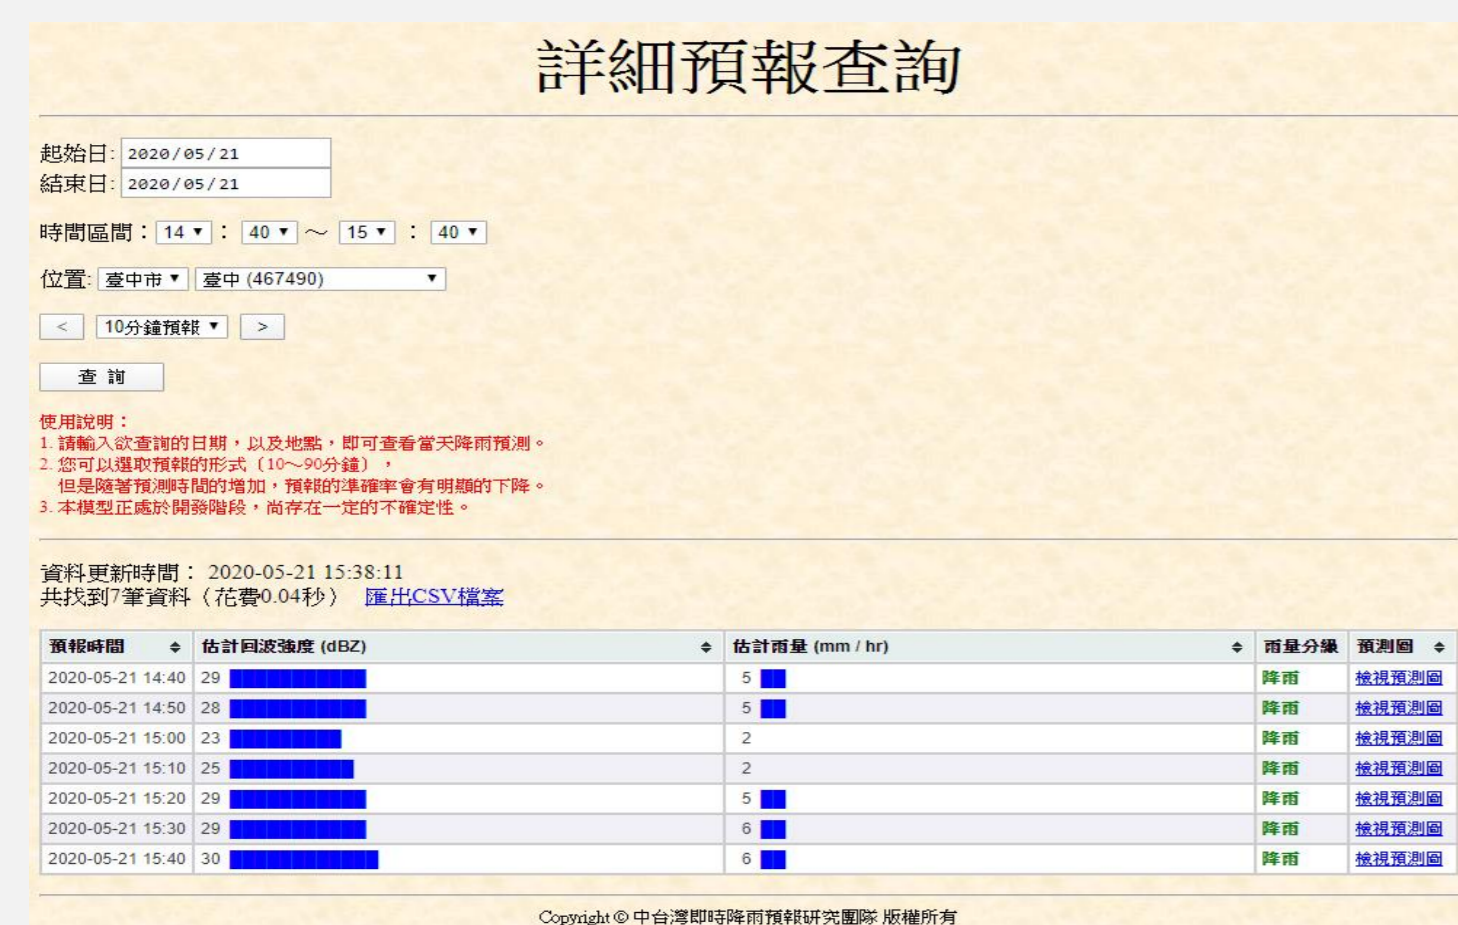 詳細預報查詢
起始日: 2020/05/21
結束日: 2020/05/21
時間區間： 14 ： 40 ～ 15 ： 40
位置: 臺中市 臺中 (467490)
< 10分鐘預報 >
查 詢
使用說明：
1. 請輸入欲查詢的日期，以及地點，即可查看當天降雨預測。
2. 您可以選取預報的形式（10～90分鐘），
但是隨著預測時間的增加，預報的準確率會有明顯的下降。
3. 本模型正處於開發階段，尚存在一定的不確定性。
資料更新時間： 2020-05-21 15:38:11
共找到7筆資料（花費0.04秒） 匯出CSV檔案
預報時間 估計回波強度 (dBZ) 估計雨量 (mm / hr) 雨量分級 預測圖
2020-05-21 14:40 29 5 降雨 檢視預測圖
2020-05-21 14:50 28 5 降雨 檢視預測圖
2020-05-21 15:00 23 2 降雨 檢視預測圖
2020-05-21 15:10 25 2 降雨 檢視預測圖
2020-05-21 15:20 29 5 降雨 檢視預測圖
2020-05-21 15:30 29 6 降雨 檢視預測圖
2020-05-21 15:40 30 6 降雨 檢視預測圖
Copyright © 中台灣即時降雨預報研究團隊 版權所有